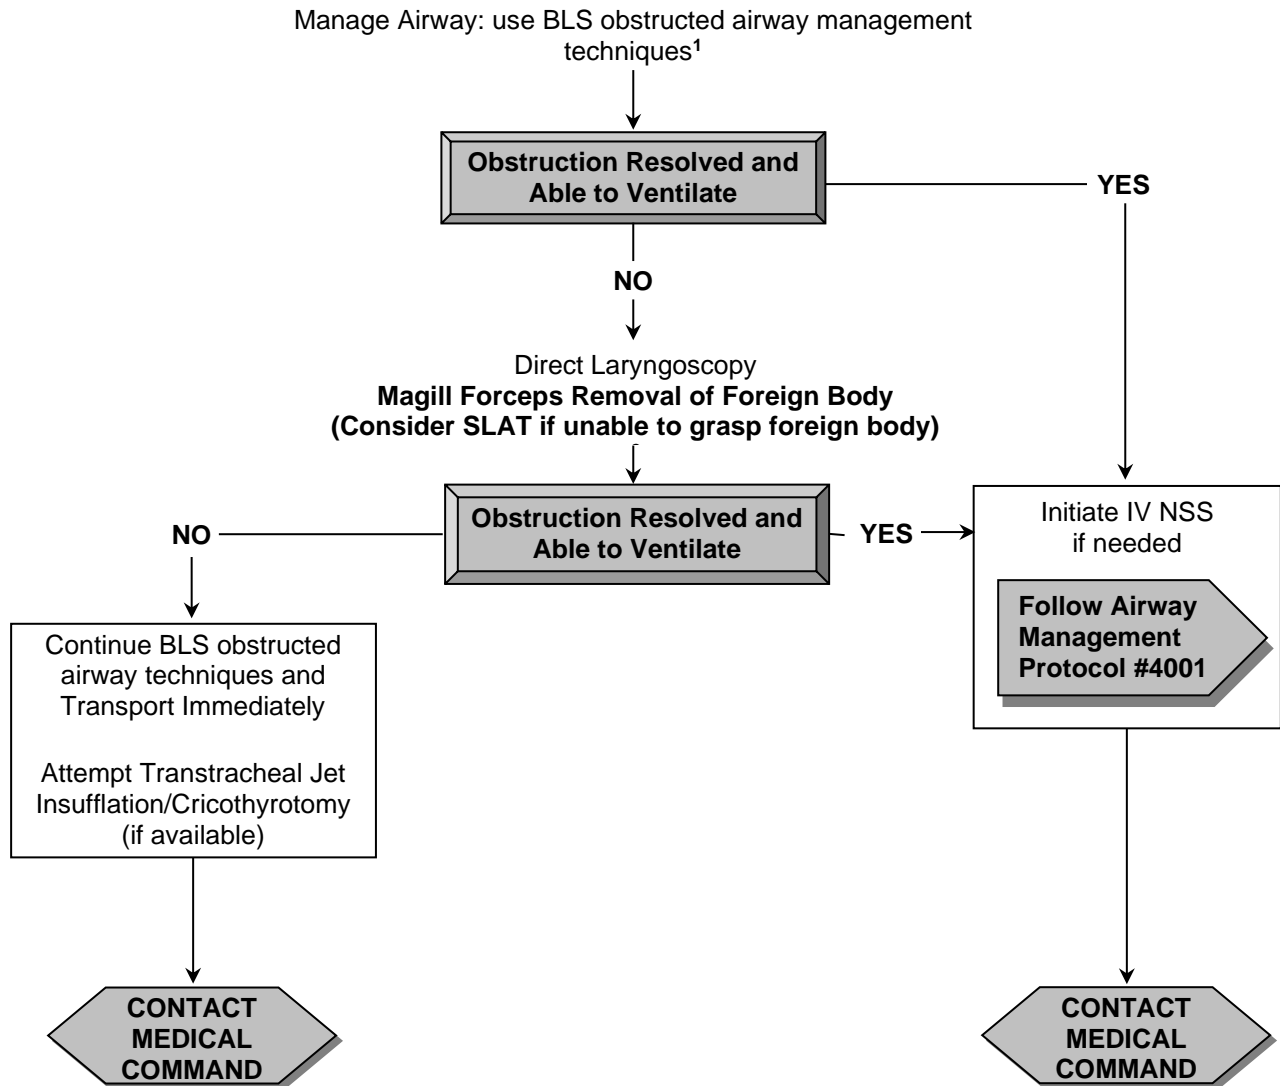 Manage Airway: use BLS obstructed airway management
techniques1
Obstruction Resolved and
Able to Ventilate
YES
NO
Direct Laryngoscopy
Magill Forceps Removal of Foreign Body
(Consider SLAT if unable to grasp foreign body)
Obstruction Resolved and
Able to Ventilate
NO
YES
Initiate IV NSS
if needed
Follow Airway
Management
Protocol #4001
Continue BLS obstructed
airway techniques and
Transport Immediately
Attempt Transtracheal Jet
Insufflation/Cricothyrotomy
(if available)
CONTACT
MEDICAL
COMMAND
CONTACT
MEDICAL
COMMAND